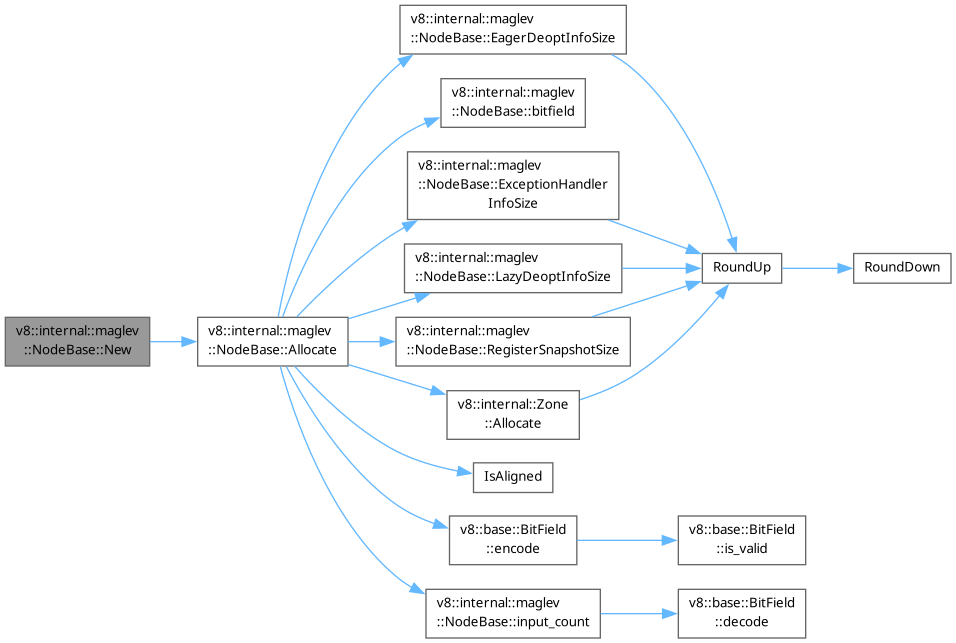 v8::internal::maglev
::NodeBase::New
v8::internal::maglev
::NodeBase::Allocate
v8::internal::maglev
::NodeBase::EagerDeoptInfoSize
v8::internal::maglev
::NodeBase::bitfield
v8::internal::maglev
::NodeBase::ExceptionHandler
InfoSize
v8::internal::maglev
::NodeBase::LazyDeoptInfoSize
v8::internal::maglev
::NodeBase::RegisterSnapshotSize
v8::internal::Zone
::Allocate
IsAligned
v8::base::BitField
::encode
v8::internal::maglev
::NodeBase::input_count
RoundUp
RoundDown
v8::base::BitField
::is_valid
v8::base::BitField
::decode